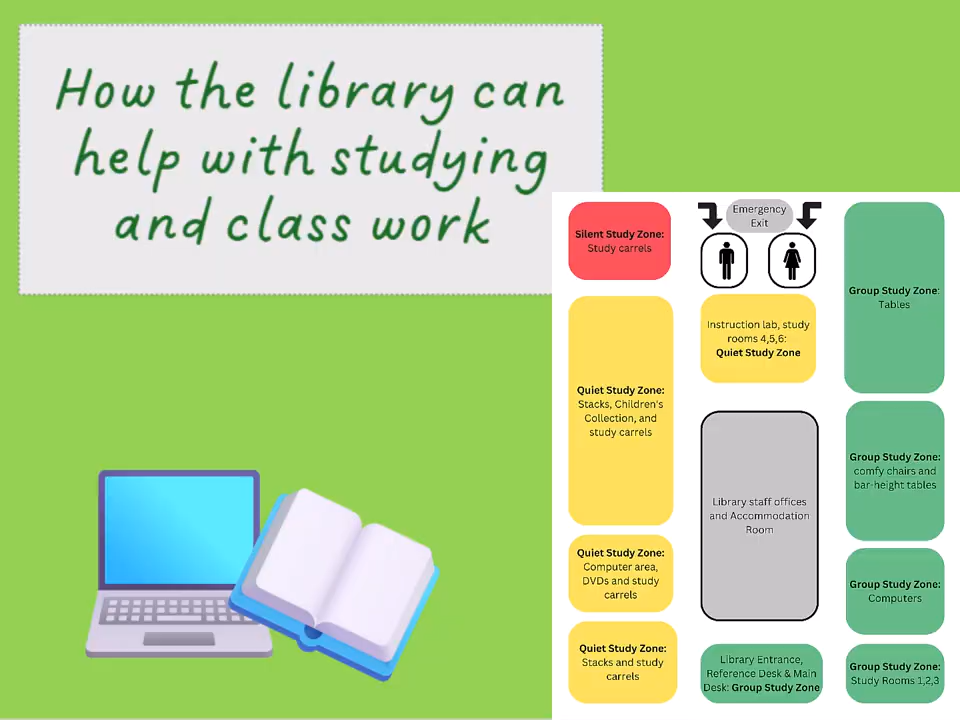 How the library can
help with studying
and class work
Silent Study Zone:
Study carrels
Quiet Study Zone:
Stacks, Children's
Collection, and
study carrels
Quiet Study Zone:
Computer area,
DVDs and study
carrels
Quiet Study Zone:
Stacks and study
carrels
Emergency
Exit
Instruction lab, study
rooms 4,5,6:
Quiet Study Zone
Library staff offices
and Accommodation
Room
Library Entrance,
Reference Desk & Main
Desk: Group Study Zone
Group Study Zone:
Tables
Group Study Zone:
comfy chairs and
bar-height tables
Group Study Zone:
Computers
Group Study Zone:
Study Rooms 1,2,3